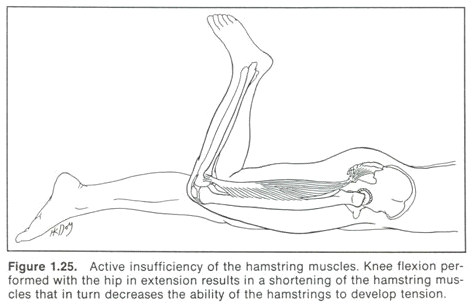 HKDoy
Figure 1.25. Active insufficiency of the hamstring muscles. Knee flexion per-
formed with the hip in extension results in a shortening of the hamstring mus-
cles that in turn decreases the ability of the hamstrings to develop tension.